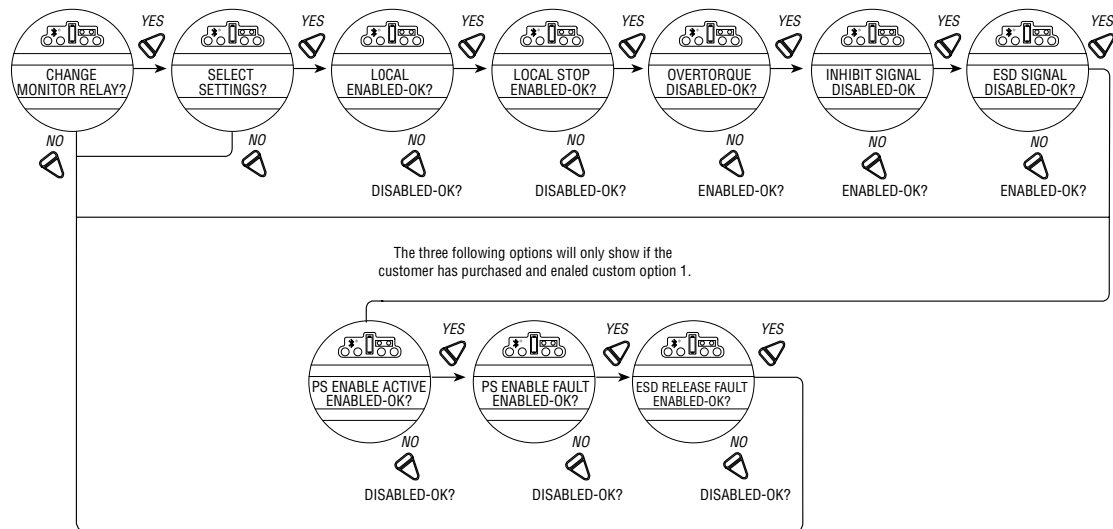 YES
YES
YES
YES
YES
YES
YES
CHANGE
MONITOR RELAY?
SELECT
SETTINGS?
LOCAL
ENABLED-OK?
LOCAL STOP
ENABLED-OK?
OVERTORQUE
DISABLED-OK?
INHIBIT SIGNAL
DISABLED-OK
ESD SIGNAL
DISABLED-OK?
NO
NO
NO
NO
NO
NO
NO
DISABLED-OK?
DISABLED-OK?
ENABLED-OK?
ENABLED-OK?
ENABLED-OK?
The three following options will only show if the
customer has purchased and enaled custom option 1.
YES
YES
YES
PS ENABLE ACTIVE
ENABLED-OK?
PS ENABLE FAULT
ENABLED-OK?
ESD RELEASE FAULT
ENABLED-OK?
NO
NO
NO
DISABLED-OK?
DISABLED-OK?
DISABLED-OK?